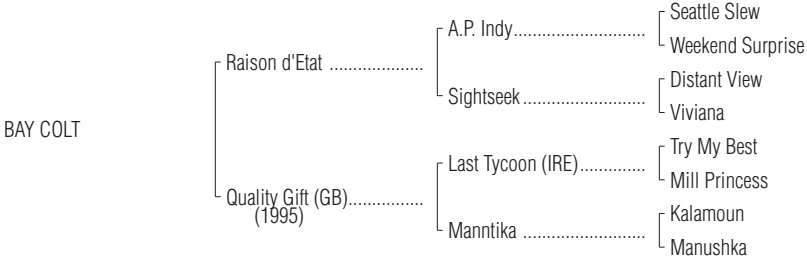 Seattle Slew
A.P. Indy............................
Weekend Surprise
Raison d'Etat ....................
Distant View
Sightseek ..........................
Viviana
BAY COLT
Try My Best
Last Tycoon (IRE)..............
Mill Princess
Quality Gift (GB)................
(1995)
Kalamoun
Manntika ..........................
Manushka